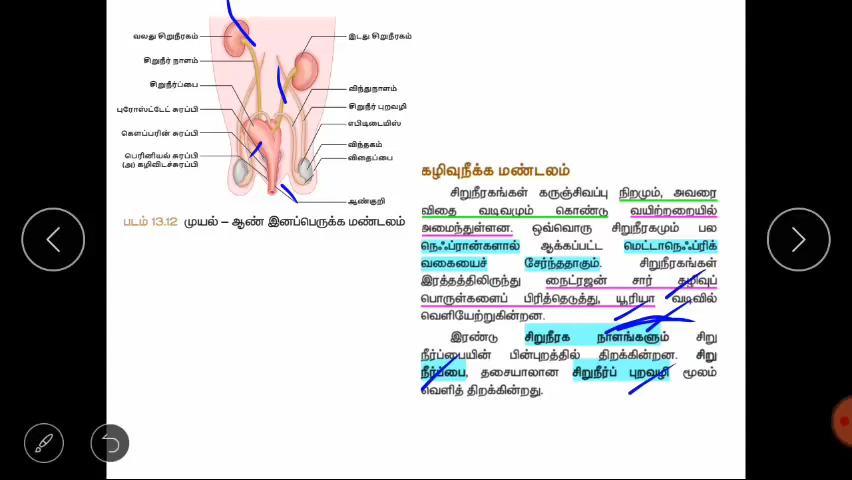 வலது சிறுநீரகம்
சிறுநீர் நாளம்
சிறுநீர்ப்பை
புரோஸ்ட்டேட் சுரப்பி
கௌப்பரின் சுரப்பி
பெரினியல் சுரப்பி
(அ) கழிவிடச்சுரப்பி
இடது சிறுநீரகம்
விந்துநாளம்
சிறுநீர் புறவழி
எபிடிடைமிஸ்
விந்தகம்
விதைப்பை
ஆண்குறி
படம் 13.12 முயல் – ஆண் இனப்பெருக்க மண்டலம்
கழிவுநீக்க மண்டலம்
சிறுநீரகங்கள் கருஞ்சிவப்பு நிறமும், அவரை
விதை வடிவமும் கொண்டு வயிற்றறையில்
அமைந்துள்ளன. ஒவ்வொரு சிறுநீரகமும் பல
நெஃப்ரான்களால் ஆக்கப்பட்ட மெட்டாநெஃப்ரிக்
வகையைச் சேர்ந்ததாகும். சிறுநீரகங்கள்
இரத்தத்திலிருந்து நைட்ரஜன் சார் கழிவுப்
பொருள்களைப் பிரித்தெடுத்து, யூரியா வடிவில்
வெளியேற்றுகின்றன.
இரண்டு சிறுநீரக நாளங்களும் சிறு
நீர்ப்பையின் பின்புறத்தில் திறக்கின்றன. சிறு
நீர்ப்பை, தசையாலான சிறுநீர்ப் புறவழி மூலம்
வெளித் திறக்கின்றது.